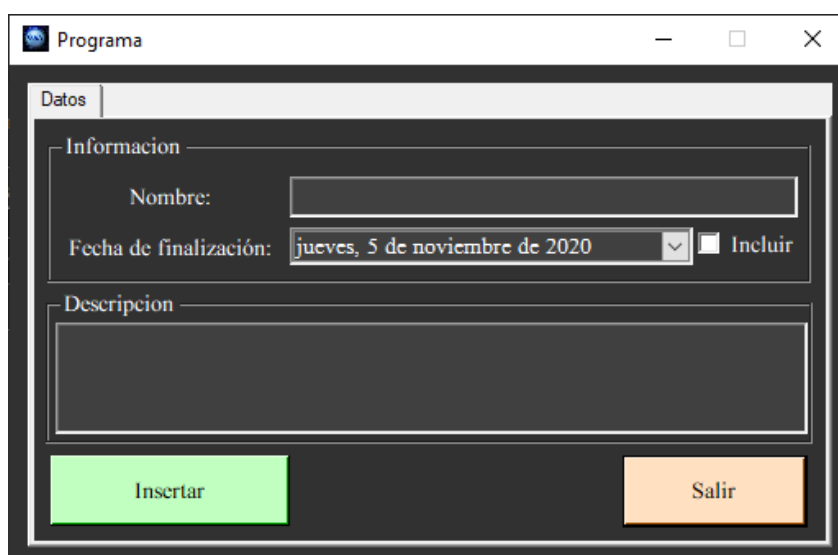 Programa
Datos
Informacion
Nombre:
Fecha de finalización: jueves, 5 de noviembre de 2020 Incluir
Descripcion
Insertar Salir